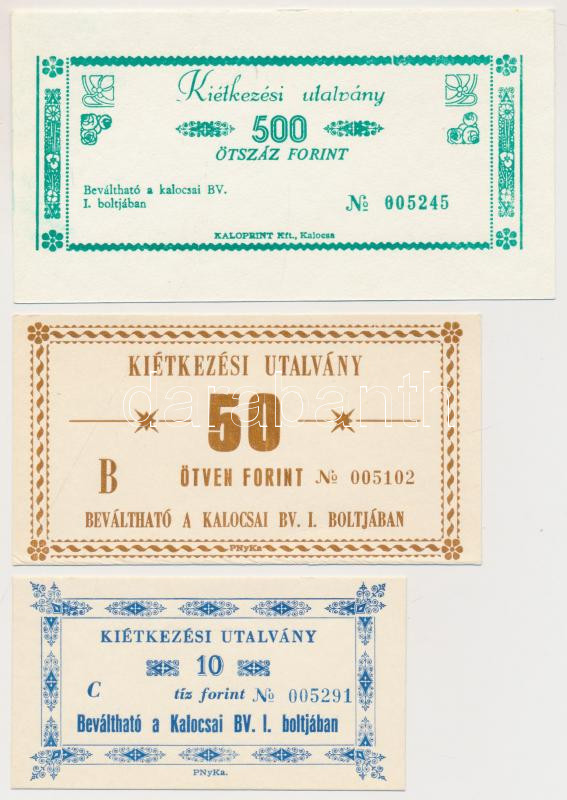 Kiétkezési utalvány
500
ÖTSZÁZ FORINT
Beváltható a kalocsai BV.
I. boltjában
№ 005245
KALOPRINT Kft., Kalocsa
KIÉTKEZÉSI UTALVÁNY
50
darabanth
B ÖTVEN FORINT № 005102
BEVÁLTHATÓ A KALOCSAI BV. I. BOLTJÁBAN
PNyKa
KIÉTKEZÉSI UTALVÁNY
10
C tíz forint № 005291
Beváltható a Kalocsai BV. I. boltjában
PNyKa.